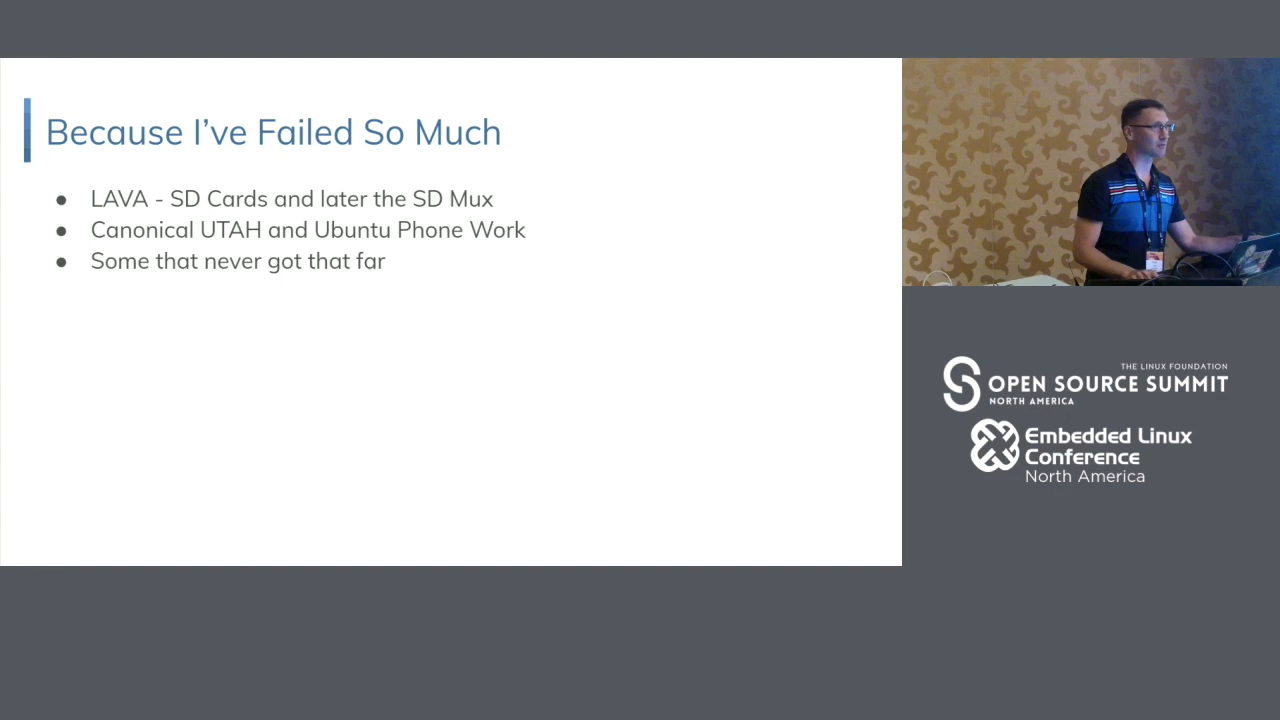 Because I've Failed So Much
● LAVA - SD Cards and later the SD Mux
● Canonical UTAH and Ubuntu Phone Work
● Some that never got that far
THE LINUX FOUNDATION
OPEN SOURCE SUMMIT
NORTH AMERICA
Embedded Linux
Conference
North America